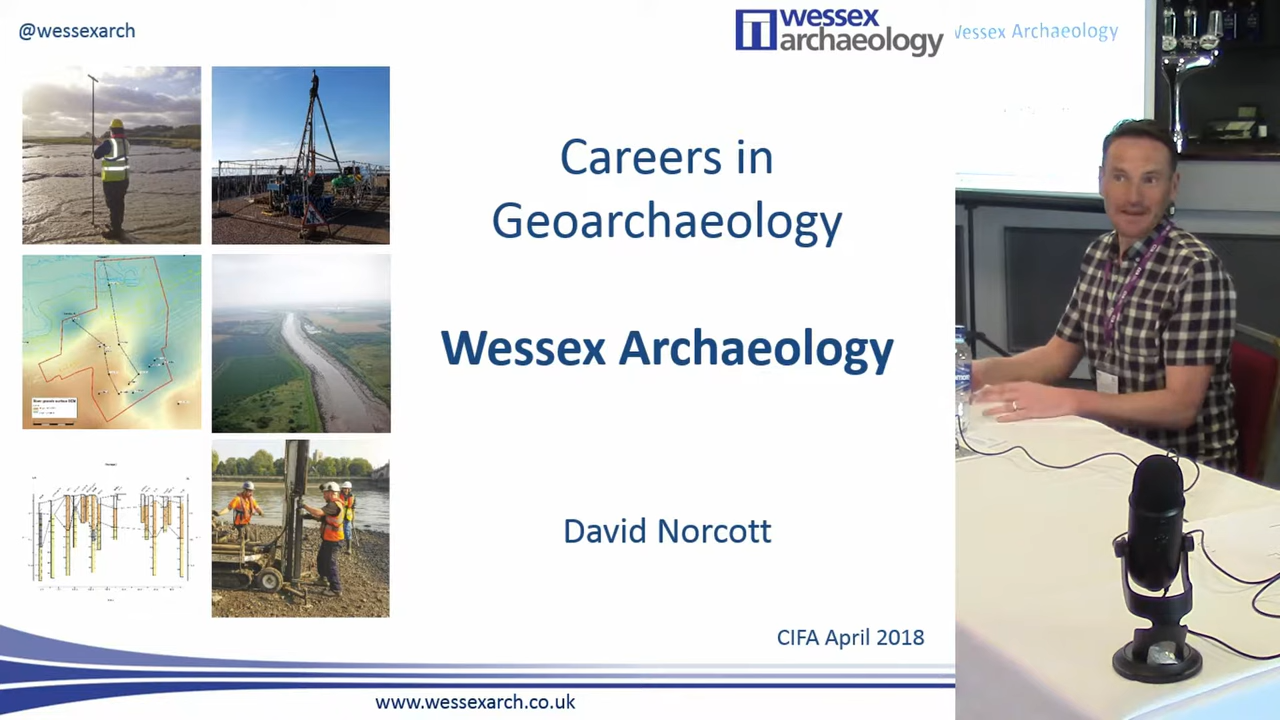 @wessexarch
wessex
archaeology
Wessex Archaeology
Careers in
Geoarchaeology
Wessex Archaeology
David Norcott
CIFA April 2018
www.wessexarch.co.uk